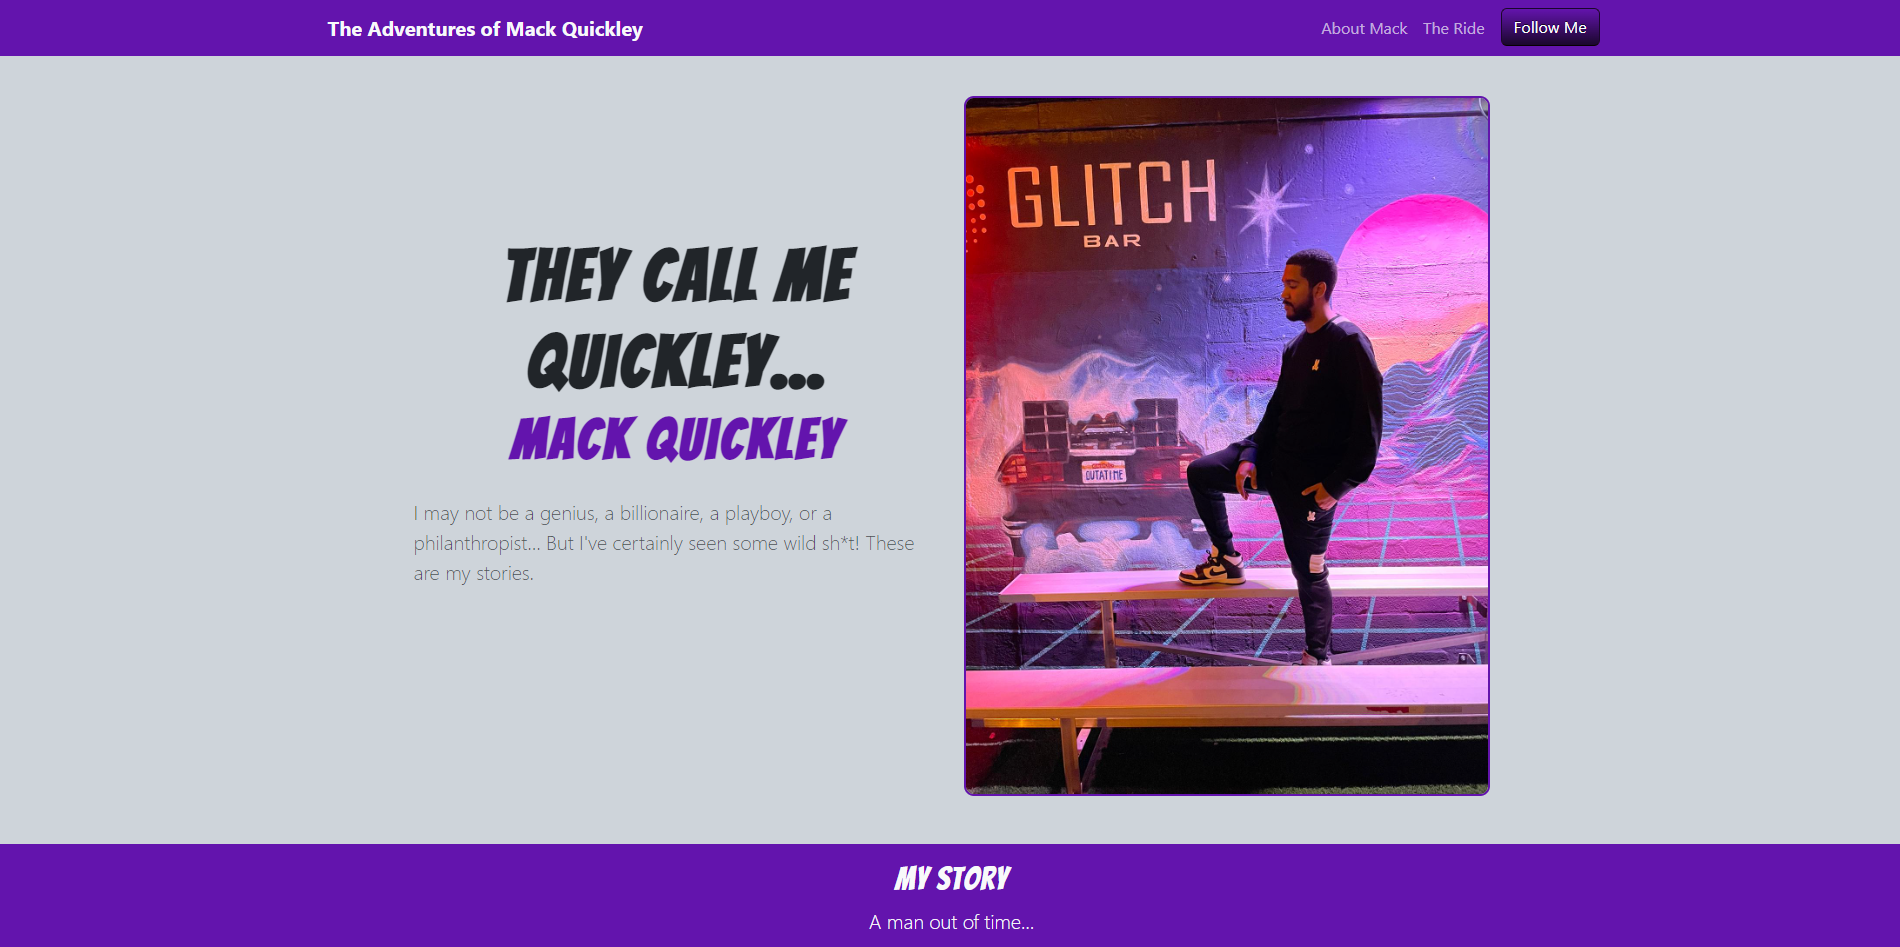 The Adventures of Mack Quickley
About Mack
The Ride
Follow Me
THEY CALL ME
QUICKLEY...
MACK QUICKLEY
I may not be a genius, a billionaire, a playboy, or a
philanthropist... But I've certainly seen some wild sh*t! These
are my stories.
GLITCH
BAR
OUTATIME
MY STORY
A man out of time...